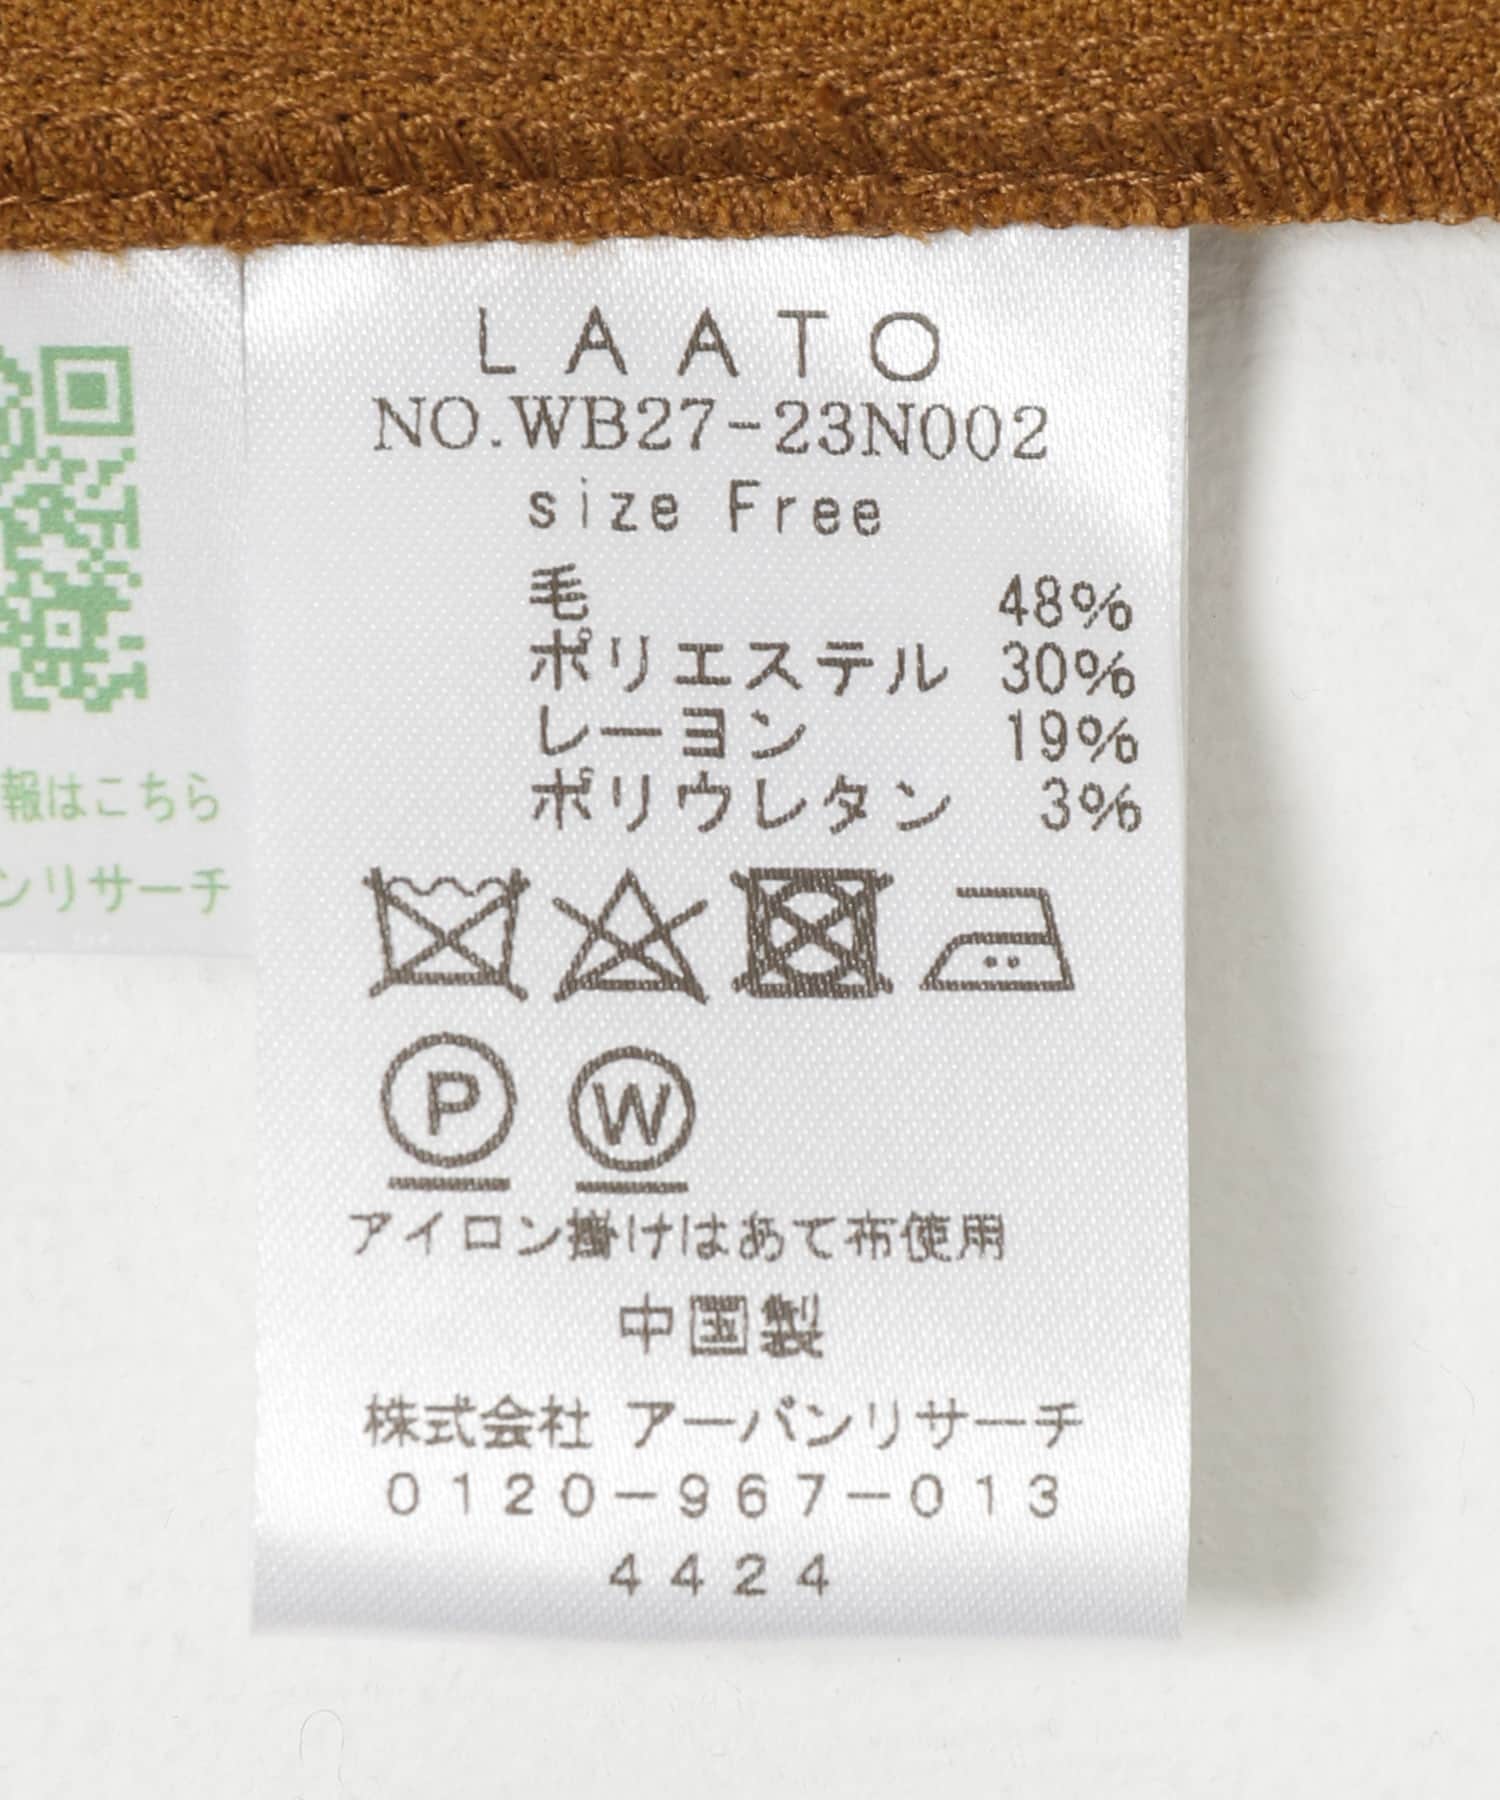 LAATO
NO.WB27-23N002
size Free
毛 48%
ポリエステル 30%
レーヨン 19%
ポリウレタン 3%
P W
アイロン掛けはあて布使用
中国製
株式会社 アーバンリサーチ
0120-967-013
4424
報はこちら
ンリサーチ